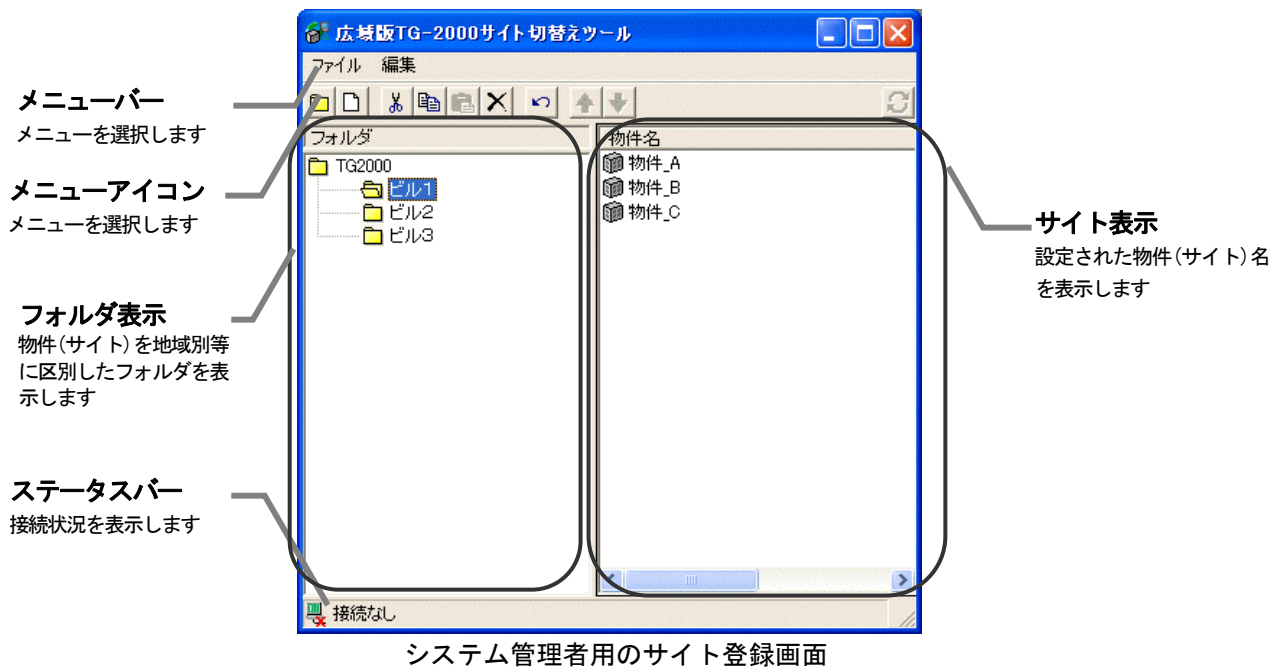 広域版TG-2000サイト切替えツール
ファイル 編集
メニューバー
メニューを選択します
メニューアイコン
メニューを選択します
フォルダ表示
物件(サイト)を地域別等
に区別したフォルダを表
示します
ステータスバー
接続状況を表示します
フォルダ
TG2000
ビル1
ビル2
ビル3
物件名
物件_A
物件_B
物件_C
サイト表示
設定された物件(サイト)名
を表示します
接続なし
システム管理者用のサイト登録画面